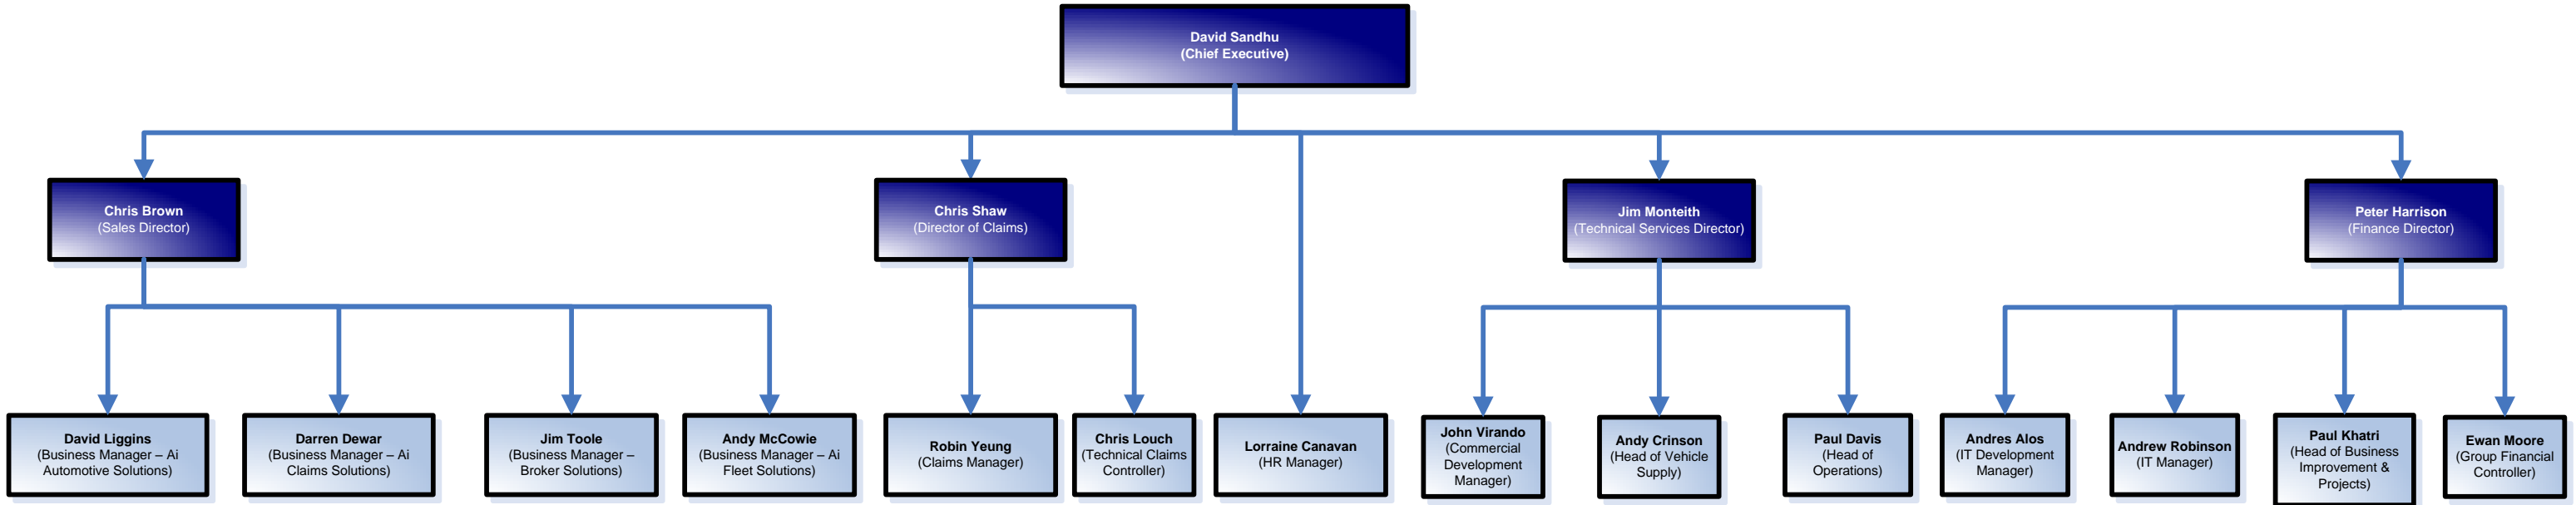 David Sandhu
(Chief Executive)
Chris Brown
(Sales Director)
Chris Shaw
(Director of Claims)
Jim Monteith
(Technical Services Director)
Peter Harrison
(Finance Director)
David Liggins
(Business Manager – Ai
Automotive Solutions)
Darren Dewar
(Business Manager – Ai
Claims Solutions)
Jim Toole
(Business Manager –
Broker Solutions)
Andy McCowie
(Business Manager – Ai
Fleet Solutions)
Robin Yeung
(Claims Manager)
Chris Louch
(Technical Claims
Controller)
Lorraine Canavan
(HR Manager)
John Virando
(Commercial
Development
Manager)
Andy Crinson
(Head of Vehicle
Supply)
Paul Davis
(Head of
Operations)
Andres Alos
(IT Development
Manager)
Andrew Robinson
(IT Manager)
Paul Khatri
(Head of Business
Improvement &
Projects)
Ewan Moore
(Group Financial
Controller)